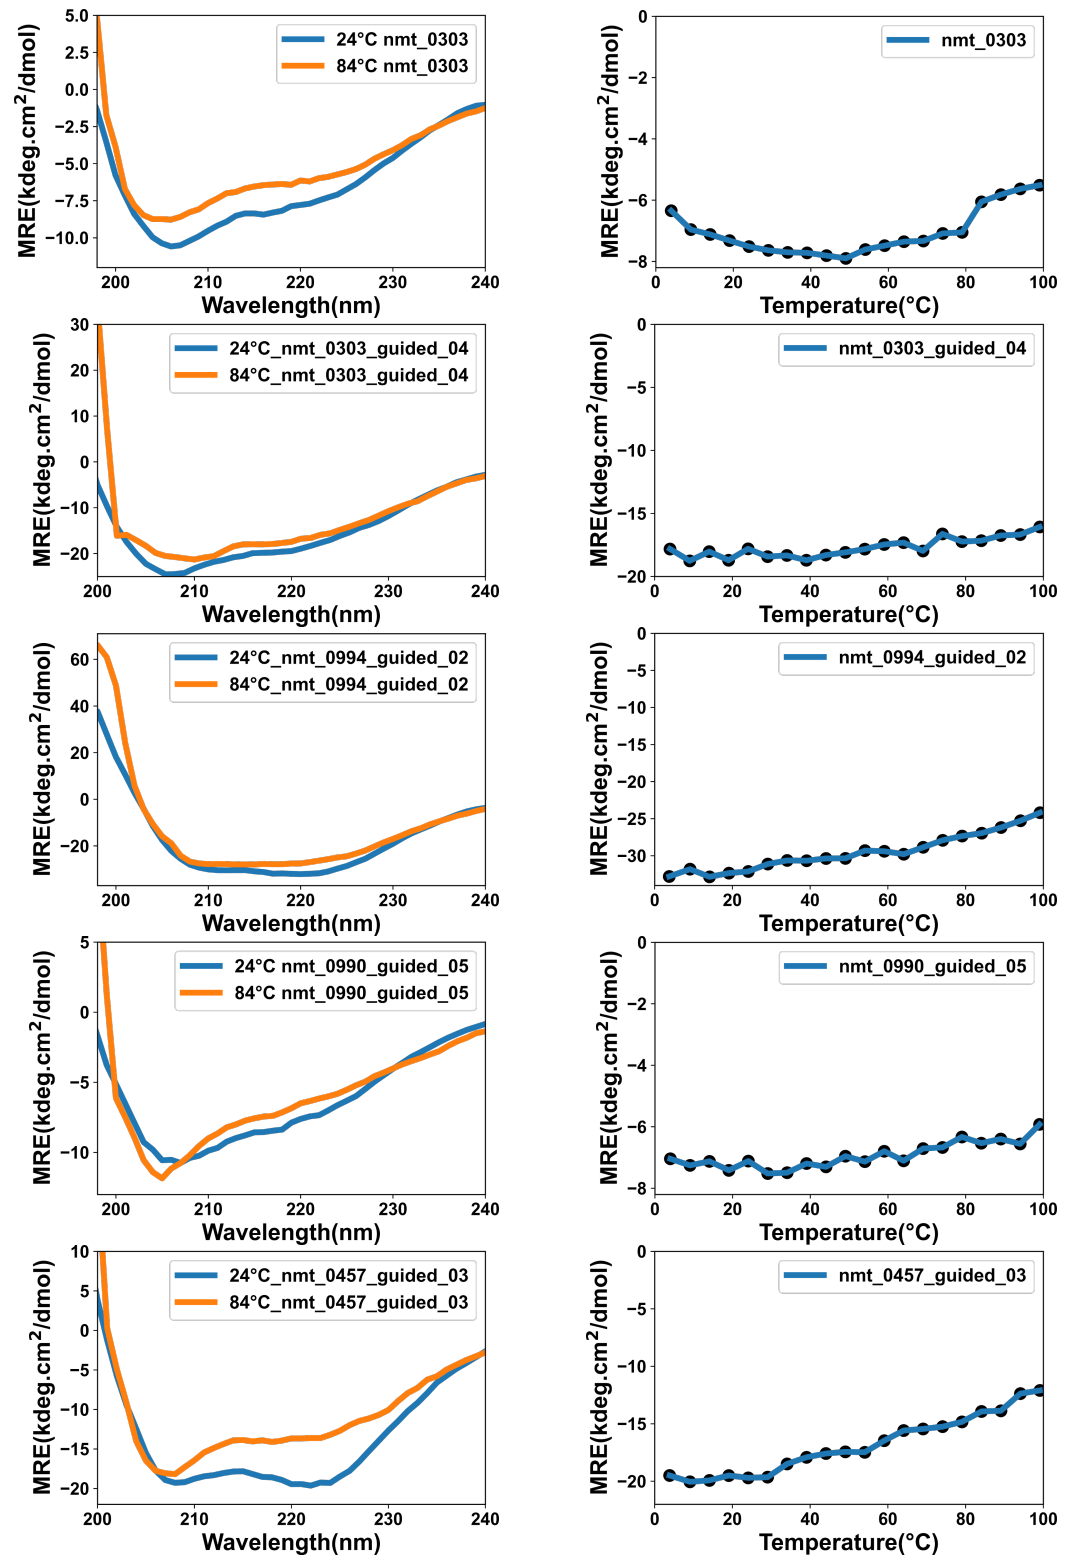 5.0
2.5
0.0
−2.5
−5.0
−7.5
−10.0
MRE(kdeg.cm²/dmol)
24°C nmt_0303
84°C nmt_0303
200 210 220 230 240
Wavelength(nm)
0
−2
−4
−6
−8
MRE(kdeg.cm²/dmol)
nmt_0303
0 20 40 60 80 100
Temperature(°C)
30
20
10
0
−10
−20
MRE(kdeg.cm²/dmol)
24°C_nmt_0303_guided_04
84°C_nmt_0303_guided_04
200 210 220 230 240
Wavelength(nm)
0
−5
−10
−15
−20
MRE(kdeg.cm²/dmol)
nmt_0303_guided_04
0 20 40 60 80 100
Temperature(°C)
60
40
20
0
−20
MRE(kdeg.cm²/dmol)
24°C_nmt_0994_guided_02
84°C_nmt_0994_guided_02
200 210 220 230 240
Wavelength(nm)
0
−5
−10
−15
−20
−25
−30
MRE(kdeg.cm²/dmol)
nmt_0994_guided_02
0 20 40 60 80 100
Temperature(°C)
5
0
−5
−10
MRE(kdeg.cm²/dmol)
24°C nmt_0990_guided_05
84°C nmt_0990_guided_05
200 210 220 230 240
Wavelength(nm)
0
−2
−4
−6
−8
MRE(kdeg.cm²/dmol)
nmt_0990_guided_05
0 20 40 60 80 100
Temperature(°C)
10
5
0
−5
−10
−15
−20
MRE(kdeg.cm²/dmol)
24°C_nmt_0457_guided_03
84°C_nmt_0457_guided_03
200 210 220 230 240
Wavelength(nm)
0
−5
−10
−15
−20
MRE(kdeg.cm²/dmol)
nmt_0457_guided_03
0 20 40 60 80 100
Temperature(°C)